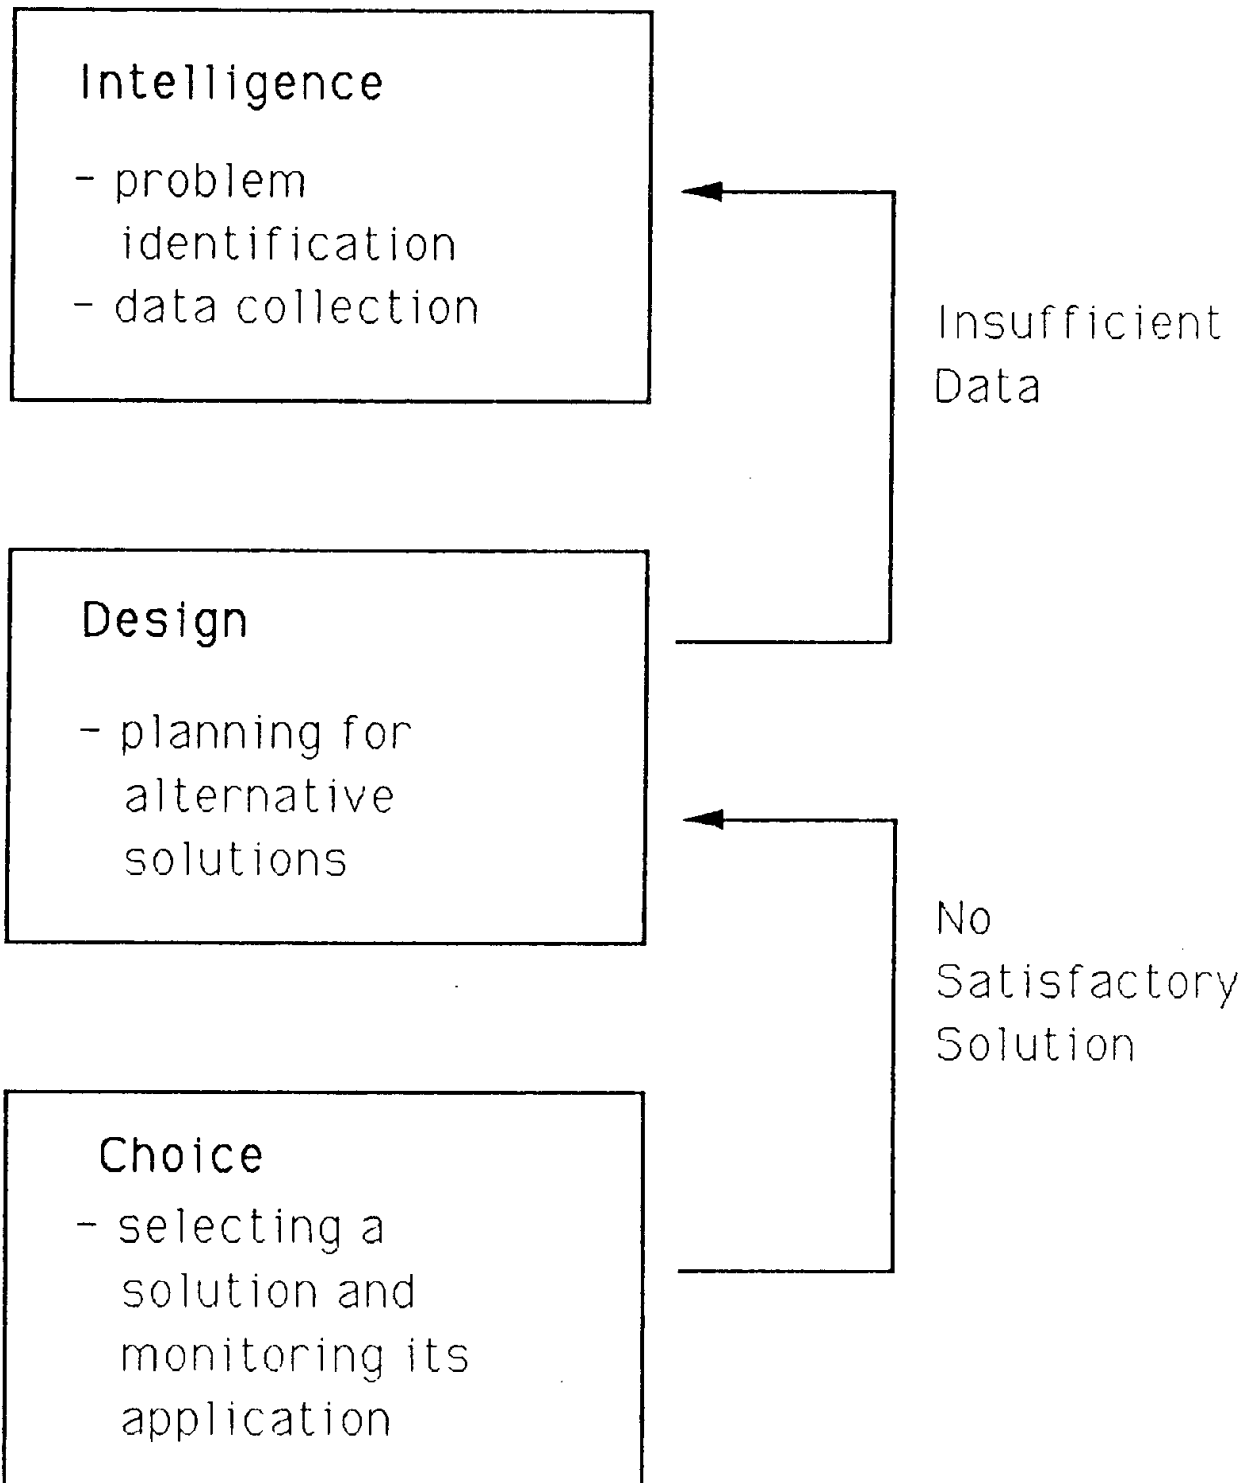 Intelligence
- problem
identification
- data collection
Insufficient
Data
Design
- planning for
alternative
solutions
No
Satisfactory
Solution
Choice
- selecting a
solution and
monitoring its
application